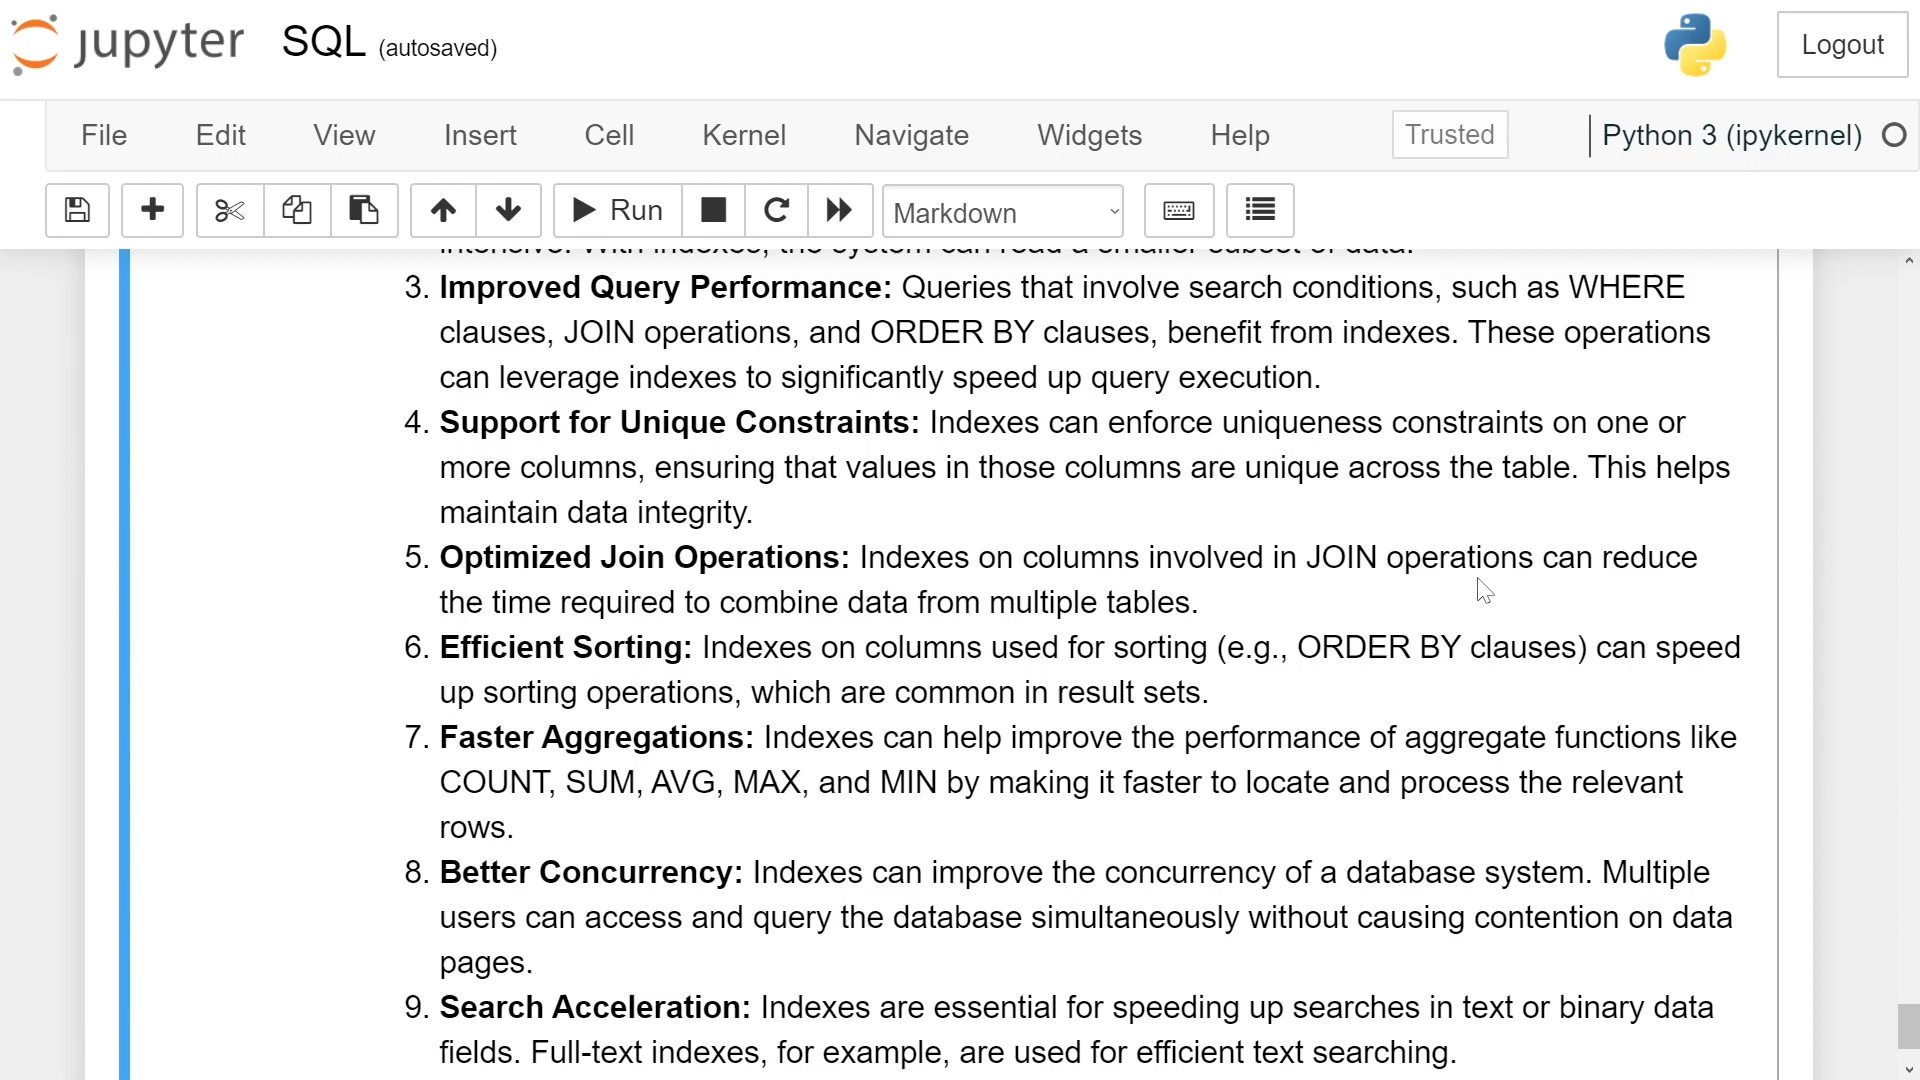 jupyter SQL (autosaved) Logout
File Edit View Insert Cell Kernel Navigate Widgets Help Trusted Python 3 (ipykernel)
Run Markdown
intensive. With indexes, the system can read a smaller subset of data.
3. Improved Query Performance: Queries that involve search conditions, such as WHERE
clauses, JOIN operations, and ORDER BY clauses, benefit from indexes. These operations
can leverage indexes to significantly speed up query execution.
4. Support for Unique Constraints: Indexes can enforce uniqueness constraints on one or
more columns, ensuring that values in those columns are unique across the table. This helps
maintain data integrity.
5. Optimized Join Operations: Indexes on columns involved in JOIN operations can reduce
the time required to combine data from multiple tables.
6. Efficient Sorting: Indexes on columns used for sorting (e.g., ORDER BY clauses) can speed
up sorting operations, which are common in result sets.
7. Faster Aggregations: Indexes can help improve the performance of aggregate functions like
COUNT, SUM, AVG, MAX, and MIN by making it faster to locate and process the relevant
rows.
8. Better Concurrency: Indexes can improve the concurrency of a database system. Multiple
users can access and query the database simultaneously without causing contention on data
pages.
9. Search Acceleration: Indexes are essential for speeding up searches in text or binary data
fields. Full-text indexes, for example, are used for efficient text searching.